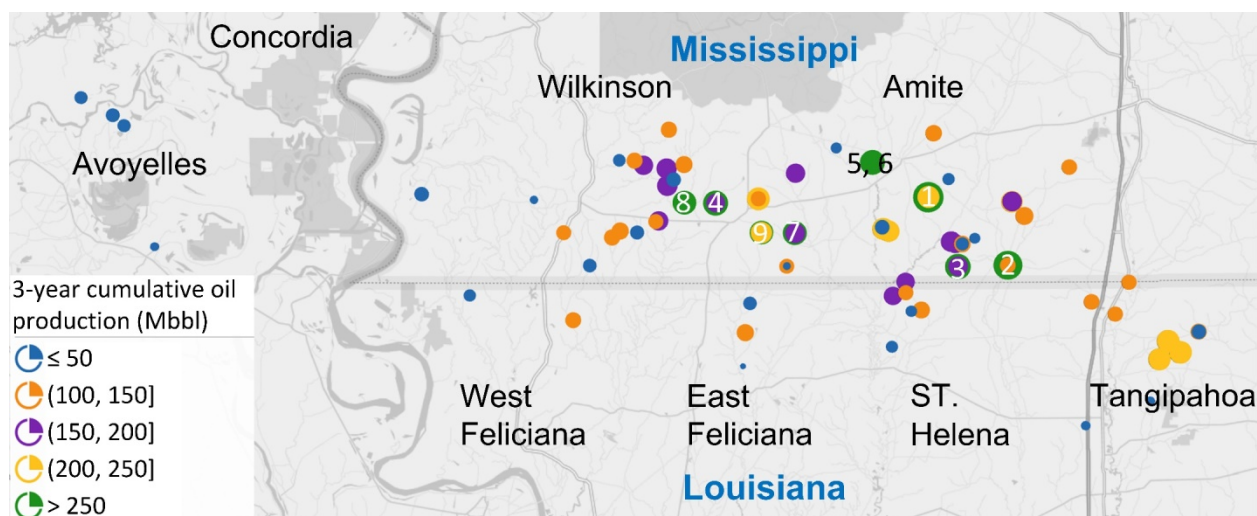 Concordia
Mississippi
Wilkinson
Amite
Avoyelles
5, 6
1
8
4
9
7
3
2
3-year cumulative oil
production (Mbbl)
≤ 50
(100, 150]
(150, 200]
(200, 250]
> 250
West
Feliciana
East
Feliciana
ST.
Helena
Tangipahoa
Louisiana